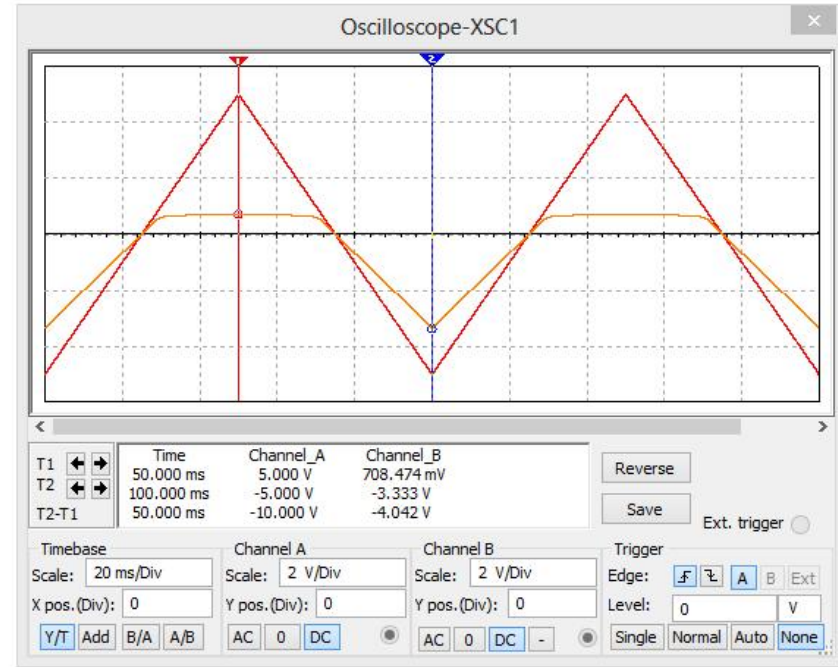 Oscilloscope-XSC1
×
1
2
< >
Time Channel_A Channel_B
T1 50.000 ms 5.000 V 708.474 mV
T2 100.000 ms -5.000 V -3.333 V
T2-T1 50.000 ms -10.000 V -4.042 V
Reverse
Save
Ext. trigger
Timebase
Scale: 20 ms/Div
X pos.(Div): 0
Y/T Add B/A A/B
Channel A
Scale: 2 V/Div
Y pos.(Div): 0
AC 0 DC
Channel B
Scale: 2 V/Div
Y pos.(Div): 0
AC 0 DC -
Trigger
Edge: A B Ext
Level: 0 V
Single Normal Auto None